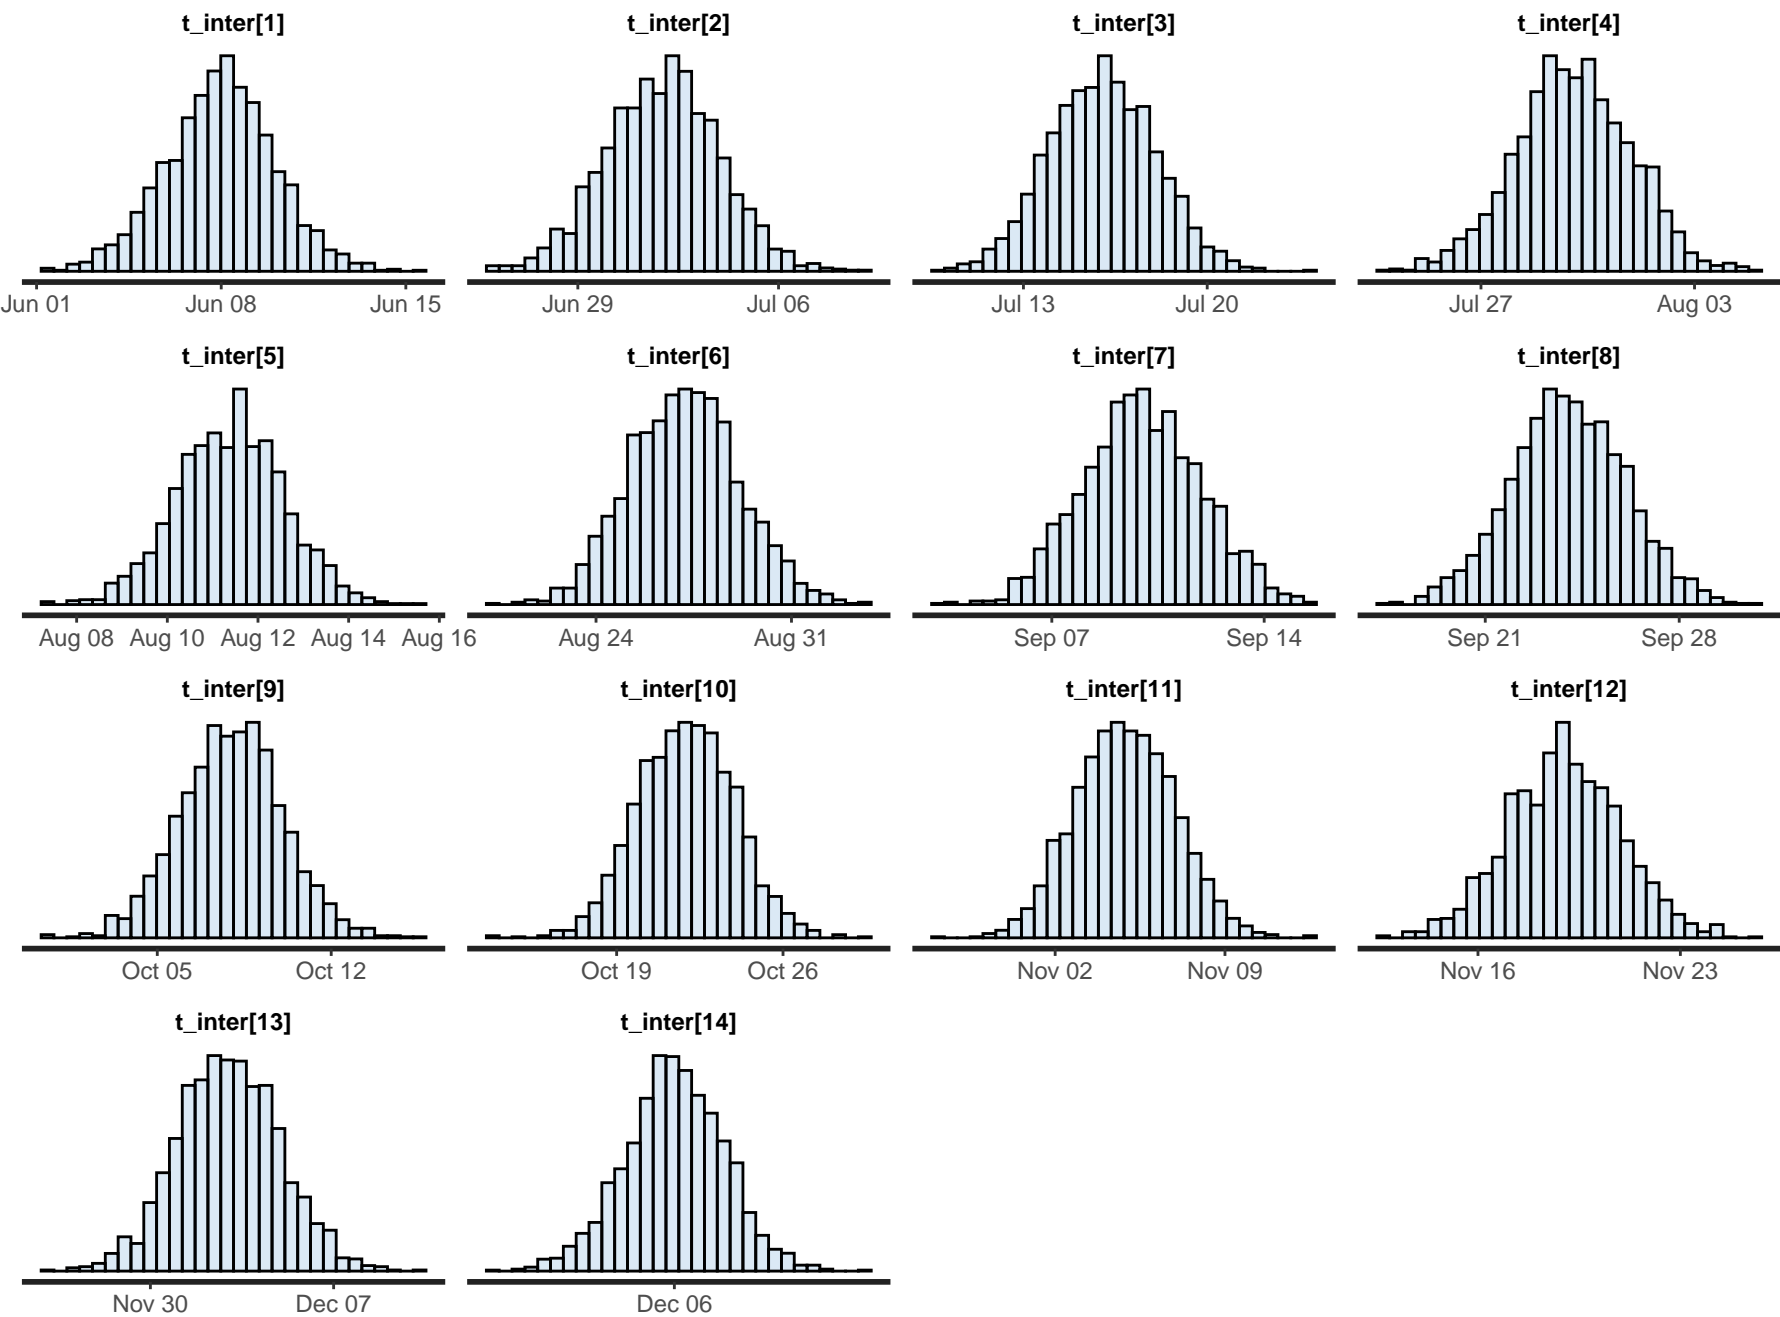 t_inter[1] t_inter[2] t_inter[3] t_inter[4]
Jun 01 Jun 08 Jun 15 Jun 29 Jul 06 Jul 13 Jul 20 Jul 27 Aug 03
t_inter[5] t_inter[6] t_inter[7] t_inter[8]
Aug 08 Aug 10 Aug 12 Aug 14 Aug 16 Aug 24 Aug 31 Sep 07 Sep 14 Sep 21 Sep 28
t_inter[9] t_inter[10] t_inter[11] t_inter[12]
Oct 05 Oct 12 Oct 19 Oct 26 Nov 02 Nov 09 Nov 16 Nov 23
t_inter[13] t_inter[14]
Nov 30 Dec 07 Dec 06